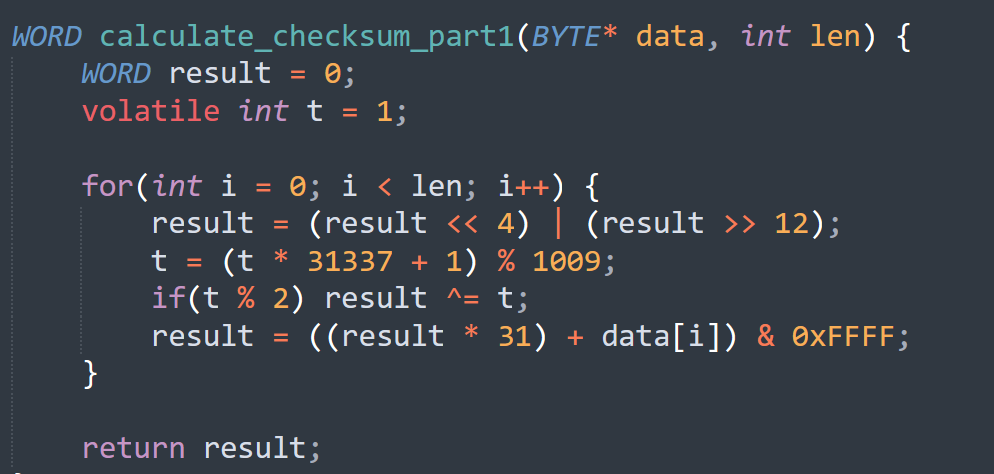 WORD calculate_checksum_part1(BYTE* data, int len) {
    WORD result = 0;
    volatile int t = 1;

    for(int i = 0; i < len; i++) {
        result = (result << 4) | (result >> 12);
        t = (t * 31337 + 1) % 1009;
        if(t % 2) result ^= t;
        result = ((result * 31) + data[i]) & 0xFFFF;
    }

    return result;